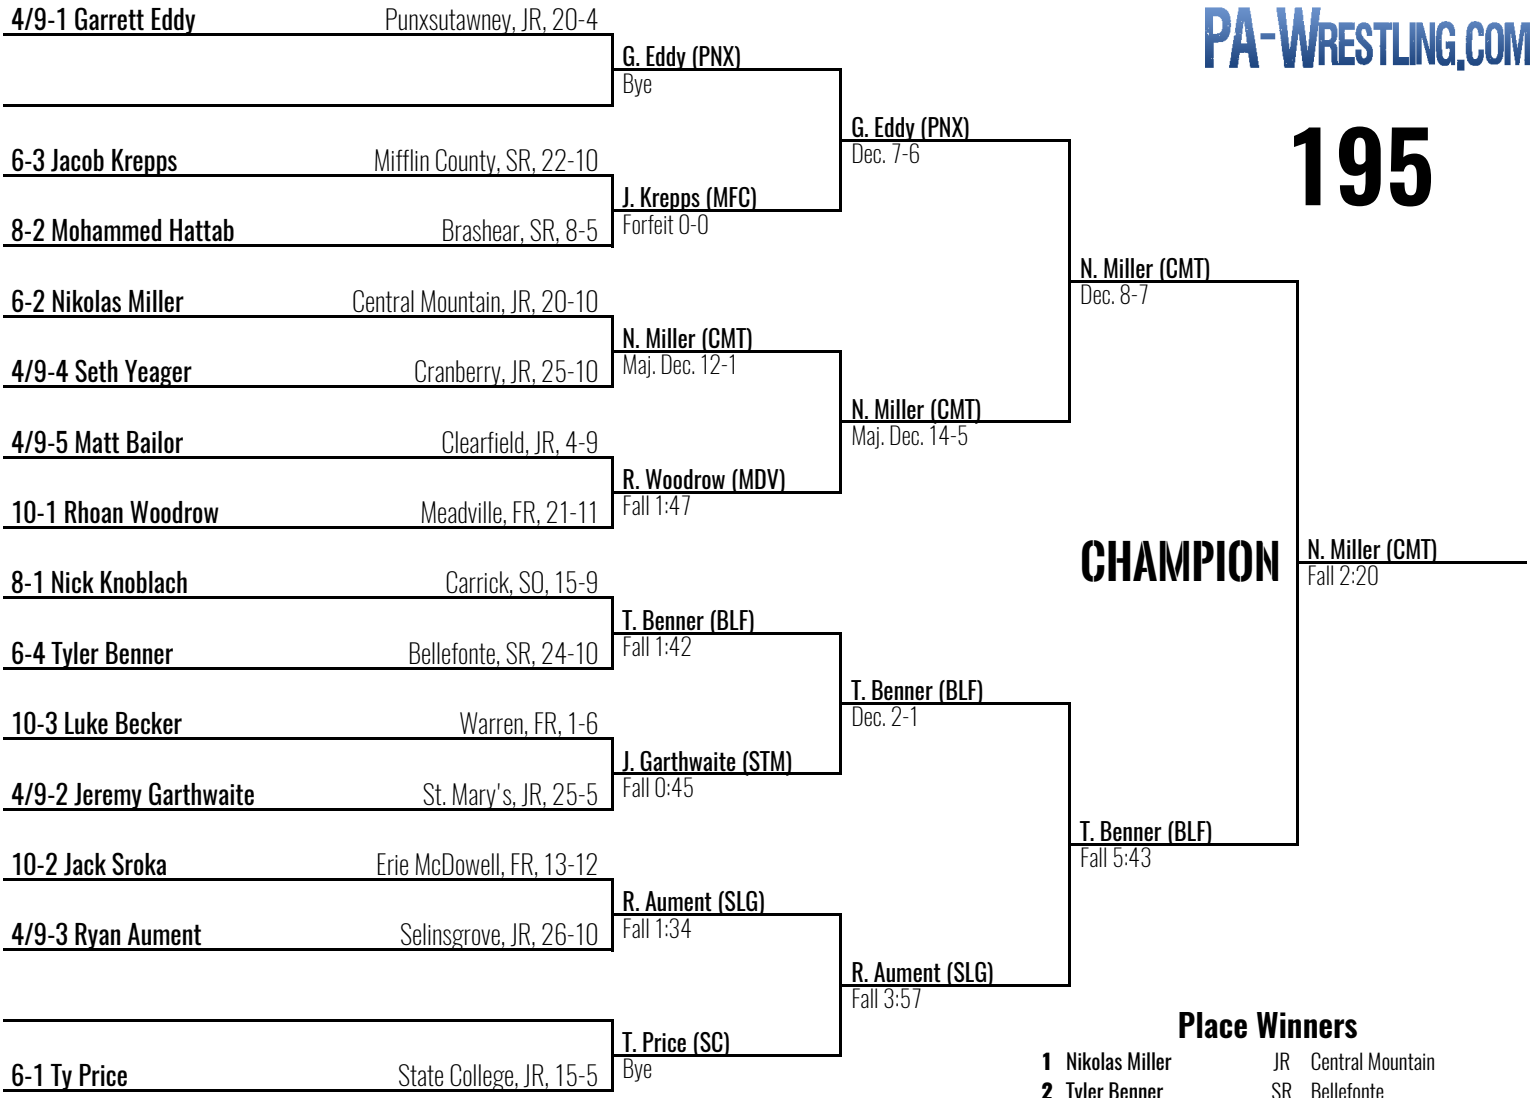 4/9-1 Garrett Eddy Punxsutawney, JR, 20-4
G. Eddy (PNX)
Bye
6-3 Jacob Krepps Mifflin County, SR, 22-10
J. Krepps (MFC)
Forfeit 0-0
8-2 Mohammed Hattab Brashear, SR, 8-5
G. Eddy (PNX)
Dec. 7-6
6-2 Nikolas Miller Central Mountain, JR, 20-10
N. Miller (CMT)
Maj. Dec. 12-1
4/9-4 Seth Yeager Cranberry, JR, 25-10
4/9-5 Matt Bailor Clearfield, JR, 4-9
R. Woodrow (MDV)
Fall 1:47
10-1 Rhoan Woodrow Meadville, FR, 21-11
N. Miller (CMT)
Maj. Dec. 14-5
N. Miller (CMT)
Dec. 8-7
8-1 Nick Knoblach Carrick, SO, 15-9
T. Benner (BLF)
Fall 1:42
6-4 Tyler Benner Bellefonte, SR, 24-10
10-3 Luke Becker Warren, FR, 1-6
J. Garthwaite (STM)
Fall 0:45
4/9-2 Jeremy Garthwaite St. Mary's, JR, 25-5
T. Benner (BLF)
Dec. 2-1
10-2 Jack Sroka Erie McDowell, FR, 13-12
R. Aument (SLG)
Fall 1:34
4/9-3 Ryan Aument Selinsgrove, JR, 26-10
T. Price (SC)
Bye
6-1 Ty Price State College, JR, 15-5
R. Aument (SLG)
Fall 3:57
T. Benner (BLF)
Fall 5:43
CHAMPION
N. Miller (CMT)
Fall 2:20
PA-WRESTLING.COM
195
Place Winners
1 Nikolas Miller JR Central Mountain
2 Tyler Benner SR Bellefonte